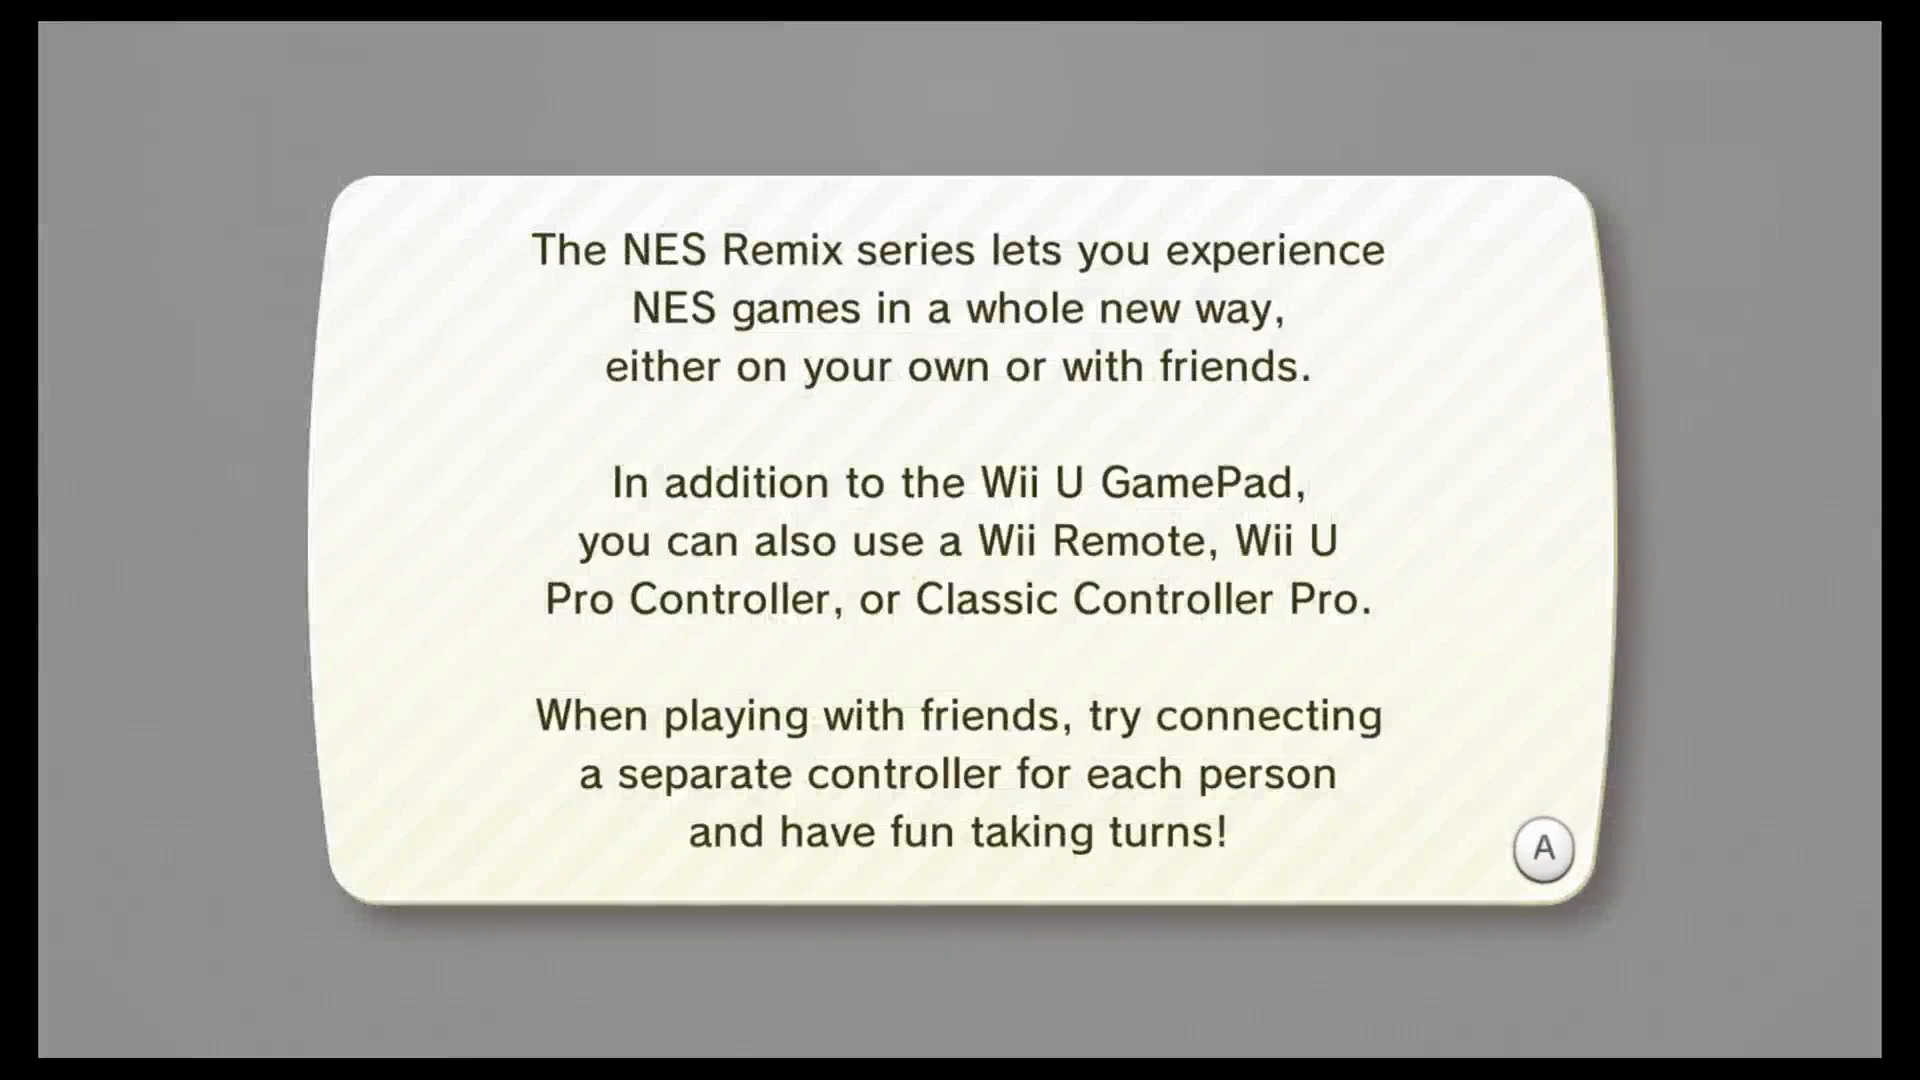 The NES Remix series lets you experience
NES games in a whole new way,
either on your own or with friends.
In addition to the Wii U GamePad,
you can also use a Wii Remote, Wii U
Pro Controller, or Classic Controller Pro.
When playing with friends, try connecting
a separate controller for each person
and have fun taking turns!
A